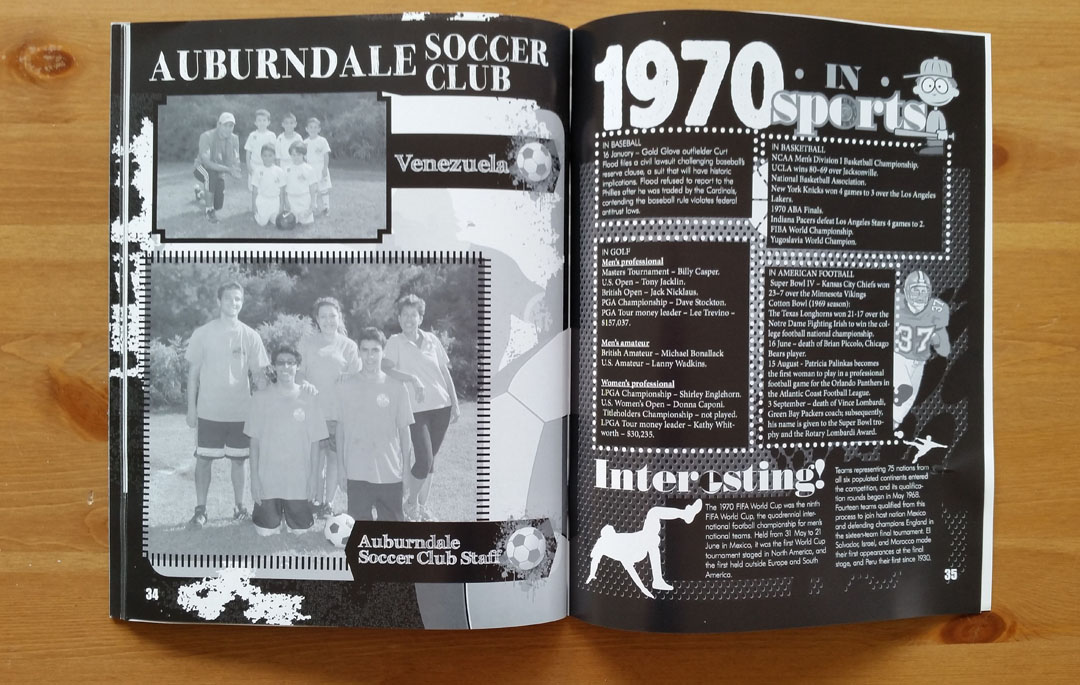 AUBURNDALE SOCCER
CLUB
Venezuela
Auburndale
Soccer Club Staff
34
1970 IN
sports
IN BASEBALL
16 January – Gold Glove outfielder Curt
Flood files a civil lawsuit challenging baseball's
reserve clause, a suit that will have historic
implications. Flood refused to report to the
Phillies after he was traded by the Cardinals,
contending the baseball rule violates federal
antitrust laws.
IN BASKETBALL
NCAA Men's Division I Basketball Championship.
UCLA wins 80–69 over Jacksonville.
National Basketball Association.
New York Knicks won 4 games to 3 over the Los Angeles
Lakers.
1970 ABA Finals.
Indiana Pacers defeat Los Angeles Stars 4 games to 2.
FIBA World Championship.
Yugoslavia World Champion.
IN GOLF
Men's professional
Masters Tournament – Billy Casper.
U.S. Open – Tony Jacklin.
British Open – Jack Nicklaus.
PGA Championship – Dave Stockton.
PGA Tour money leader – Lee Trevino –
$157,037.
Men's amateur
British Amateur – Michael Bonallack
U.S. Amateur – Lanny Wadkins.
Women's professional
LPGA Championship – Shirley Englehorn.
U.S. Women's Open – Donna Caponi.
Titleholders Championship – not played.
LPGA Tour money leader – Kathy Whit-
worth – $30,235.
IN AMERICAN FOOTBALL
Super Bowl IV – Kansas City Chiefs won
23–7 over the Minnesota Vikings
Cotton Bowl (1969 season)
The Texas Longhorns won 21-17 over the
Notre Dame Fighting Irish to win the col-
lege football national championship.
16 June – death of Brian Piccolo, Chicago
Bears player.
15 August - Patricia Palinkas becomes
the first woman to play in a professional
football game for the Orlando Panthers in
the Atlantic Coast Football League.
3 September – death of Vince Lombardi,
Green Bay Packers coach; subsequently,
his name is given to the Super Bowl tro-
phy and the Rotary Lombardi Award.
37
Interesting!
The 1970 FIFA World Cup was the ninth
FIFA World Cup, the quadrennial inter-
national football championship for men's
national teams. Held from 31 May to 21
June in Mexico, it was the first World Cup
tournament staged in North America, and
the first held outside Europe and South
America.
Teams representing 75 nations from
all six populated continents entered
the competition, and its qualifica-
tion rounds began in May 1968.
Fourteen teams qualified from this
process to join host nation Mexico
and defending champions England in
the sixteen-team final tournament. El
Salvador, Israel, and Morocco made
their first appearances at the final
stage, and Peru their first since 1930.
35